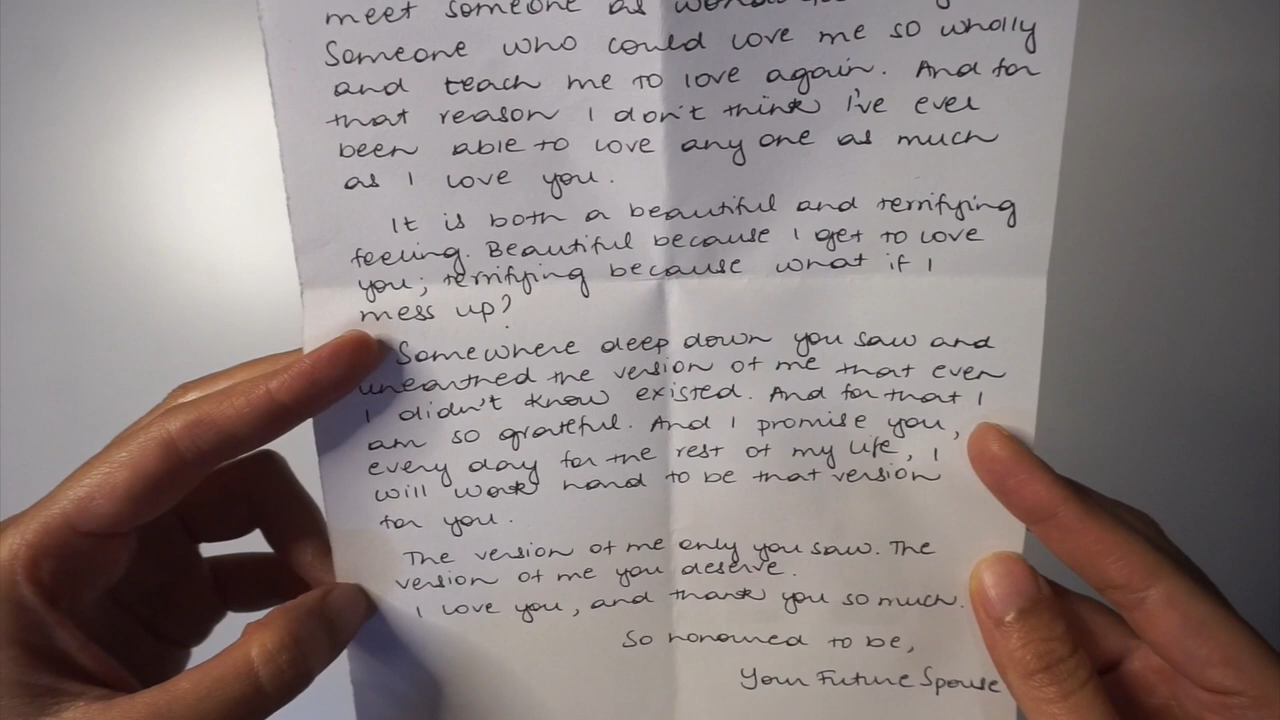 meet someone as
Someone who could love me so wholly
and teach me to love again. And for
that reason I don't think I've ever
been able to love any one as much
as I love you.
It is both a beautiful and terrifying
feeling. Beautiful because I get to love
you; terrifying because what if I
mess up?
Somewhere deep down you saw and
unearthed the version of me that even
I didn't know existed. And for that I
am so grateful. And I promise you,
every day for the rest of my life, I
will work hard to be that version
for you.
The version of me only you saw. The
version of me you deserve.
I love you, and thank you so much.
So honoured to be,
Your Future Spouse